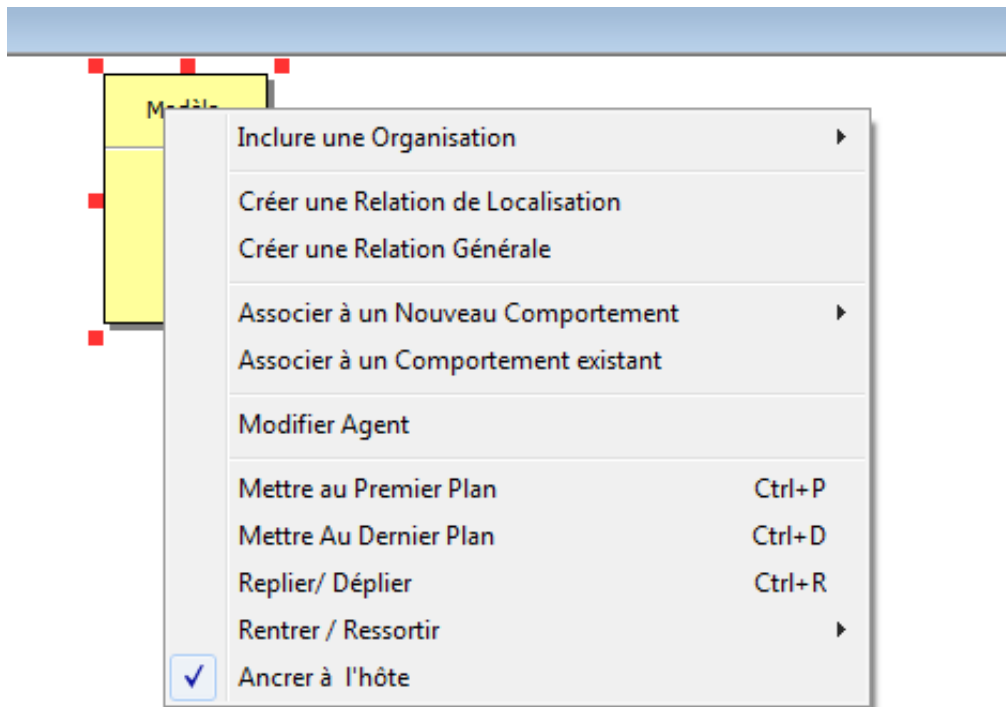 Modèle
Inclure une Organisation
Créer une Relation de Localisation
Créer une Relation Générale
Associer à un Nouveau Comportement
Associer à un Comportement existant
Modifier Agent
Mettre au Premier Plan Ctrl+P
Mettre Au Dernier Plan Ctrl+D
Replier/ Déplier Ctrl+R
Rentrer / Ressortir
Ancrer à l'hôte